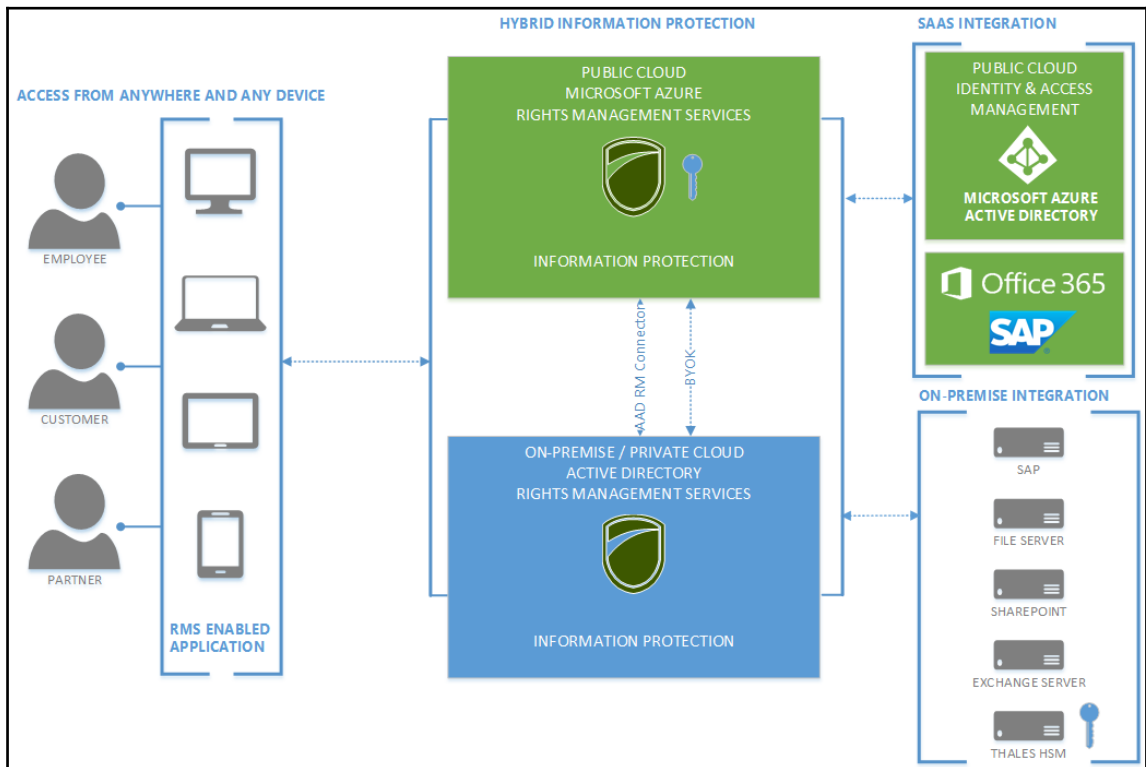 HYBRID INFORMATION PROTECTION
SAAS INTEGRATION
ACCESS FROM ANYWHERE AND ANY DEVICE
EMPLOYEE
CUSTOMER
PARTNER
RMS ENABLED
APPLICATION
PUBLIC CLOUD
MICROSOFT AZURE
RIGHTS MANAGEMENT SERVICES
INFORMATION PROTECTION
AAD RM Connector
BYOK
ON-PREMISE / PRIVATE CLOUD
ACTIVE DIRECTORY
RIGHTS MANAGEMENT SERVICES
INFORMATION PROTECTION
PUBLIC CLOUD
IDENTITY & ACCESS
MANAGEMENT
MICROSOFT AZURE
ACTIVE DIRECTORY
Office 365
SAP
ON-PREMISE INTEGRATION
SAP
FILE SERVER
SHAREPOINT
EXCHANGE SERVER
THALES HSM